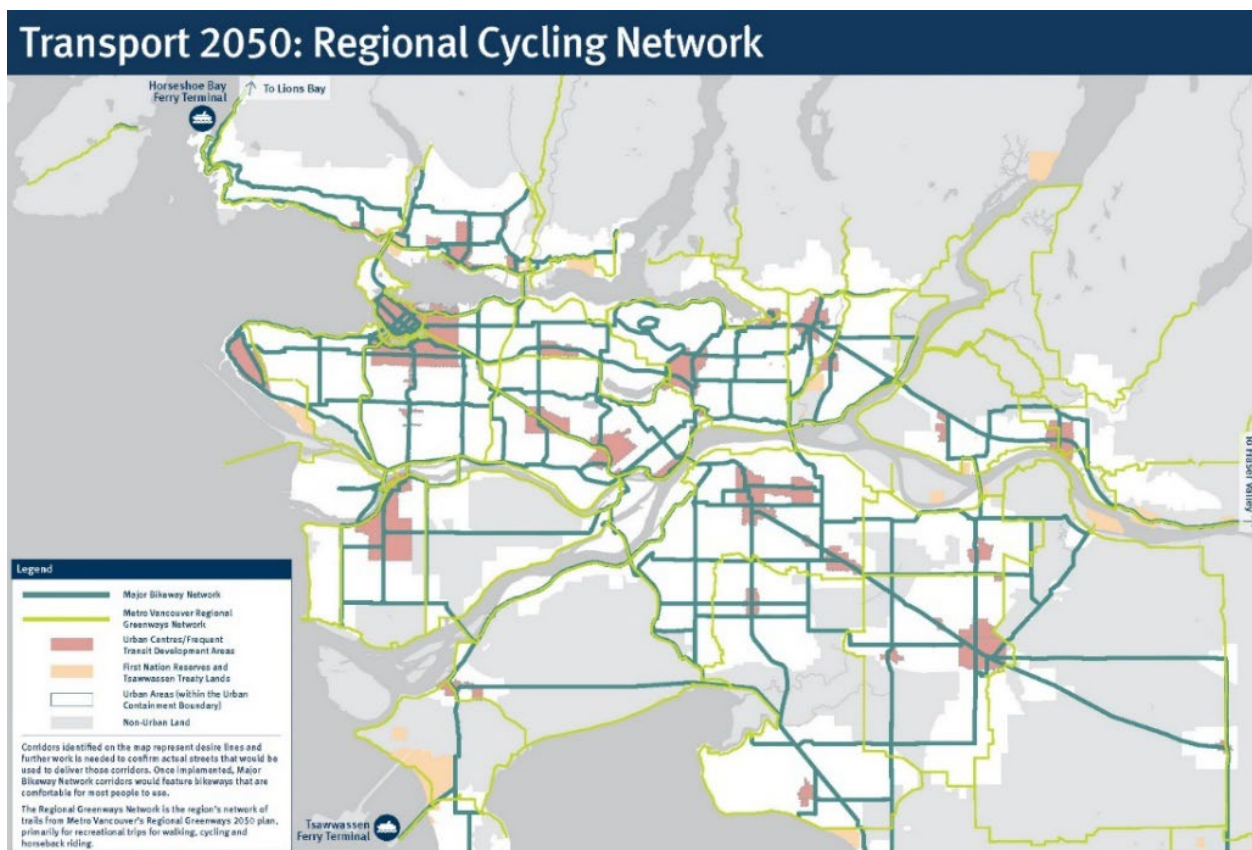 Transport 2050: Regional Cycling Network
Horseshoe Bay
Ferry Terminal
To Lions Bay
To Fraser Valley
Legend
Major Bikeway Network
Metro Vancouver Regional
Greenways Network
Urban Centres/Frequent
Transit Development Areas
First Nation Reserves and
Tsawwassen Treaty Lands
Urban Areas (within the Urban
Containment Boundary)
Non-Urban Land
Corridors identified on the map represent desire lines and
further work is needed to confirm actual streets that would be
used to deliver those corridors. Once implemented, Major
Bikeway Network corridors would feature bikeways that are
comfortable for most people to use.
The Regional Greenways Network is the region's network of
trails from Metro Vancouver's Regional Greenways 2050 plan,
primarily for recreational trips for walking, cycling and
horseback riding.
Tsawwassen
Ferry Terminal